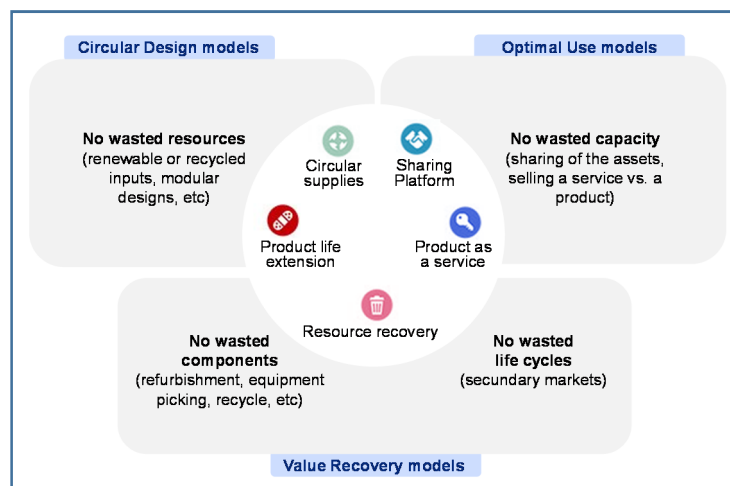 Circular Design models
Optimal Use models
No wasted resources
(renewable or recycled
inputs, modular
designs, etc)
No wasted capacity
(sharing of the assets,
selling a service vs. a
product)
Circular
supplies
Sharing
Platform
Product life
extension
Product as
a service
Resource recovery
No wasted
components
(refurbishment, equipment
picking, recycle, etc)
No wasted
life cycles
(secundary markets)
Value Recovery models